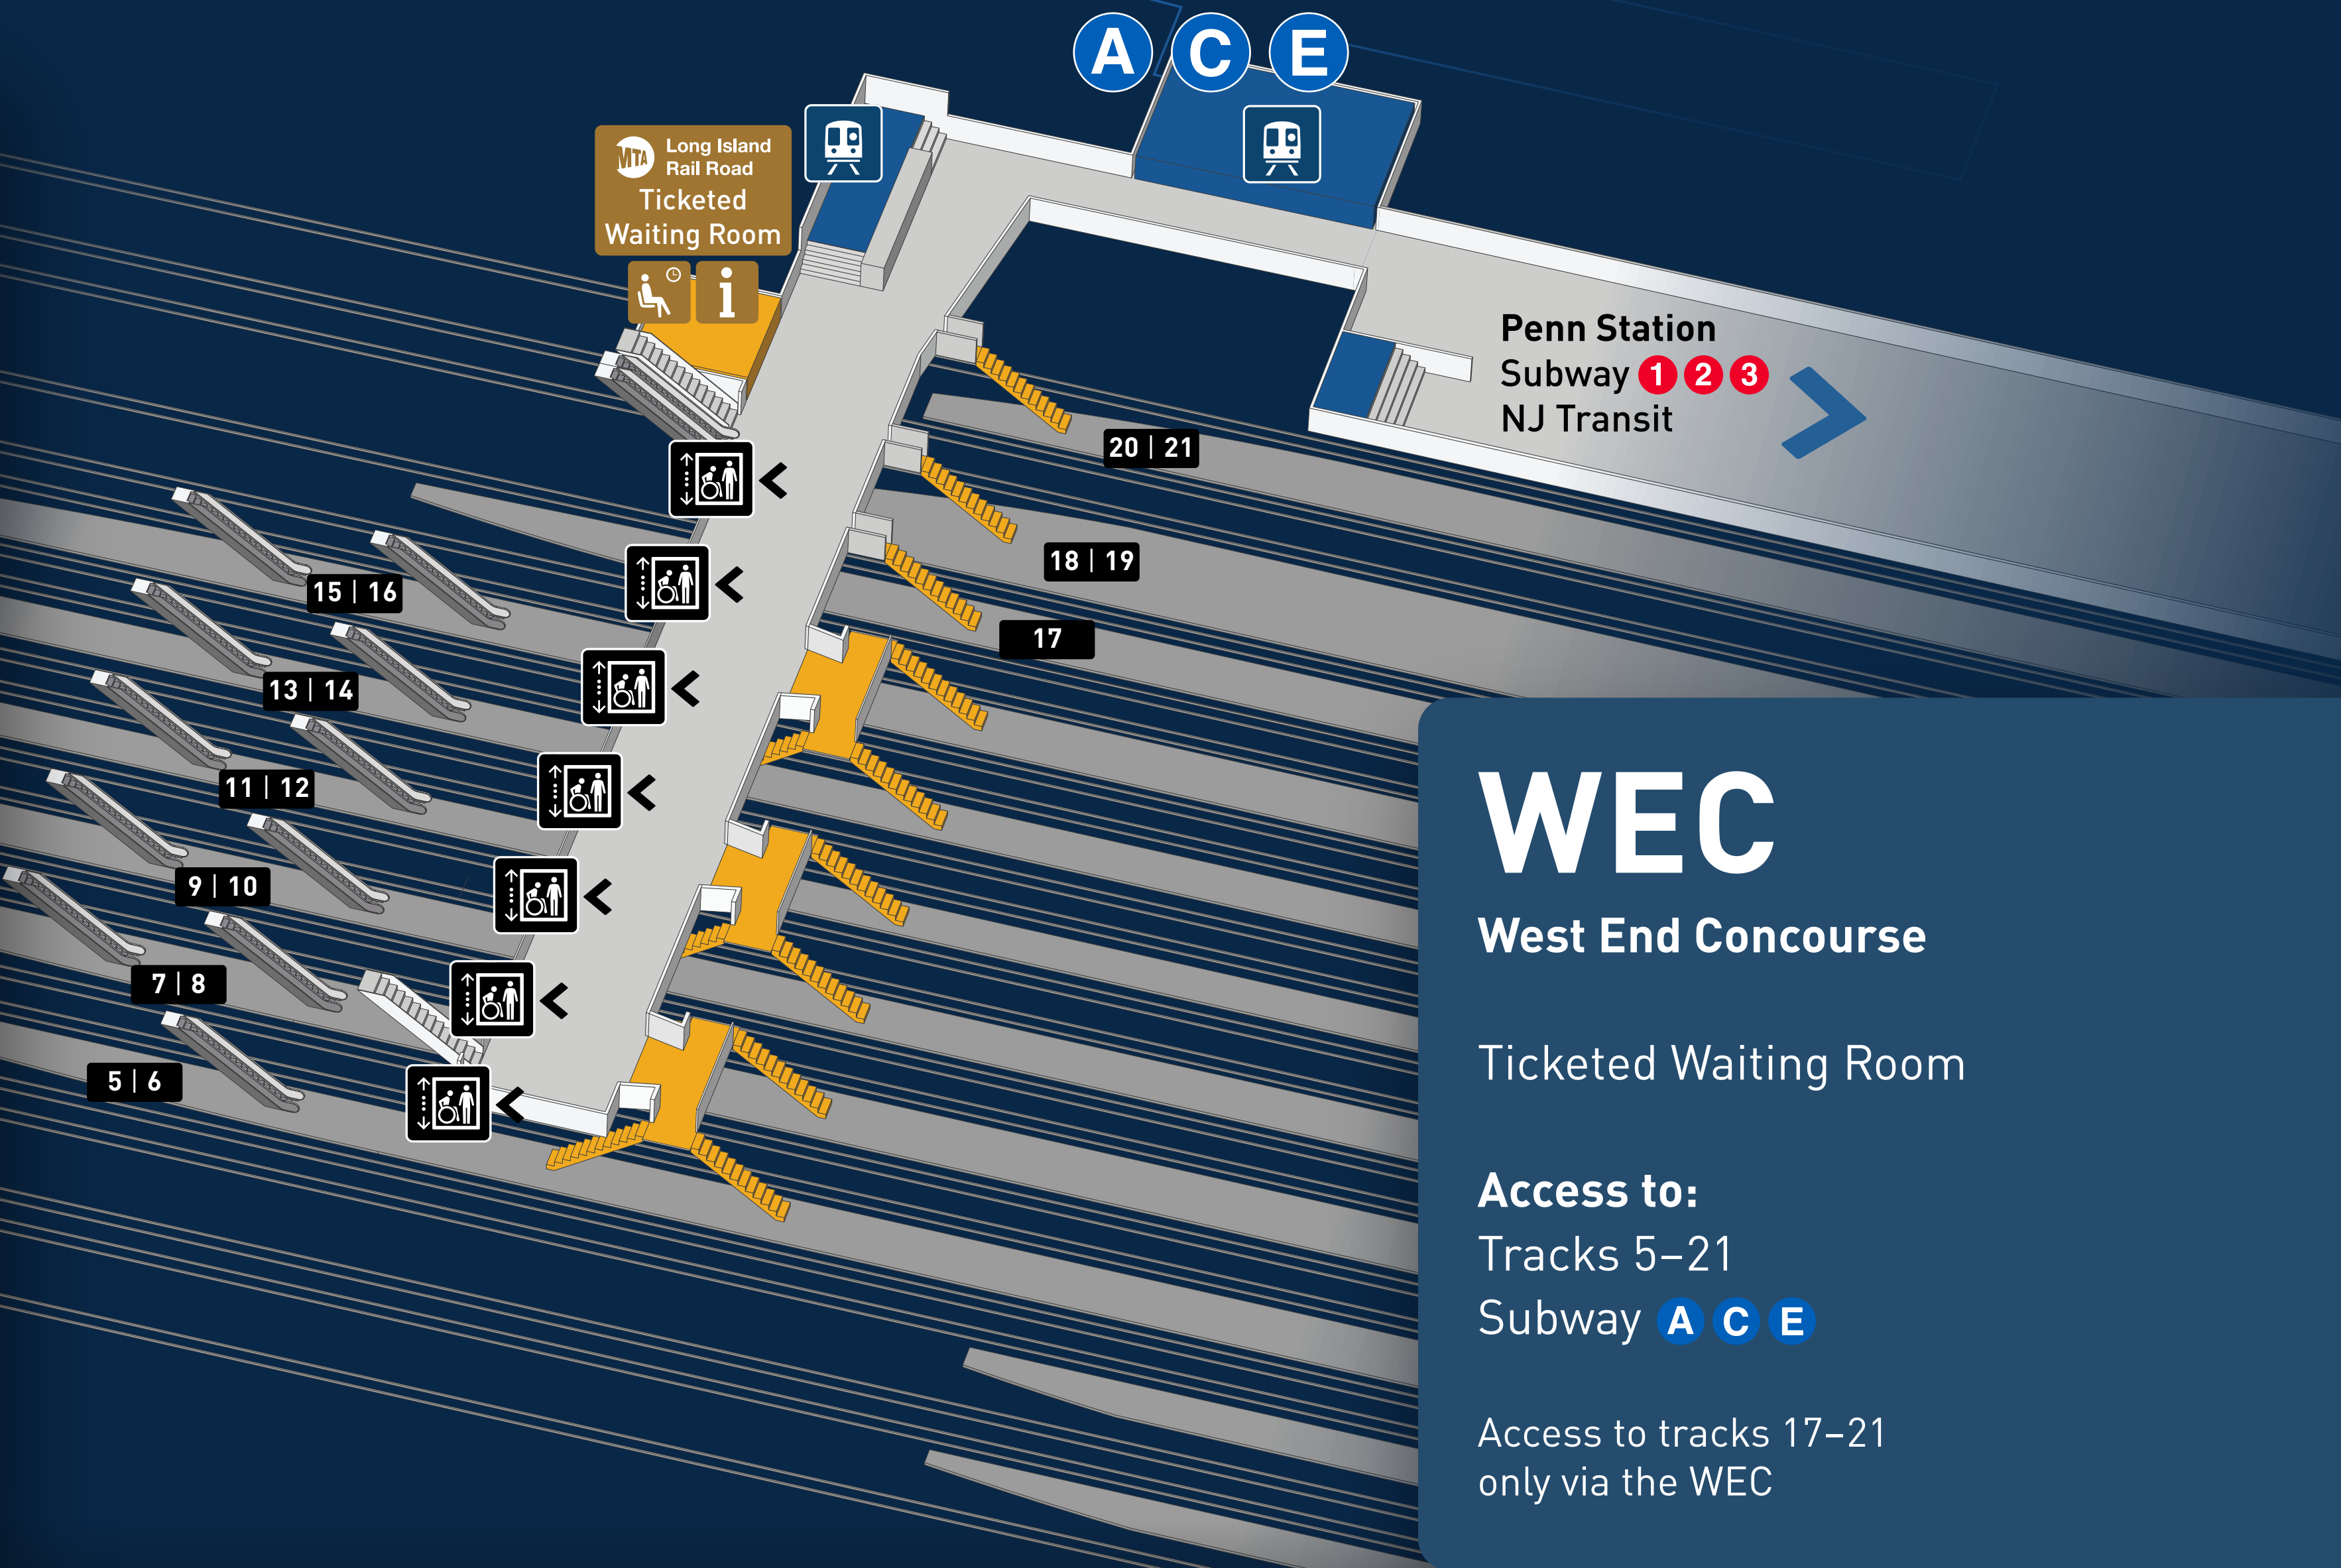 A C E
MTA Long Island
Rail Road
Ticketed
Waiting Room
i
Penn Station
Subway 1 2 3
NJ Transit
20 | 21
18 | 19
17
15 | 16
13 | 14
11 | 12
9 | 10
7 | 8
5 | 6
WEC
West End Concourse
Ticketed Waiting Room
Access to:
Tracks 5–21
Subway A C E
Access to tracks 17–21
only via the WEC